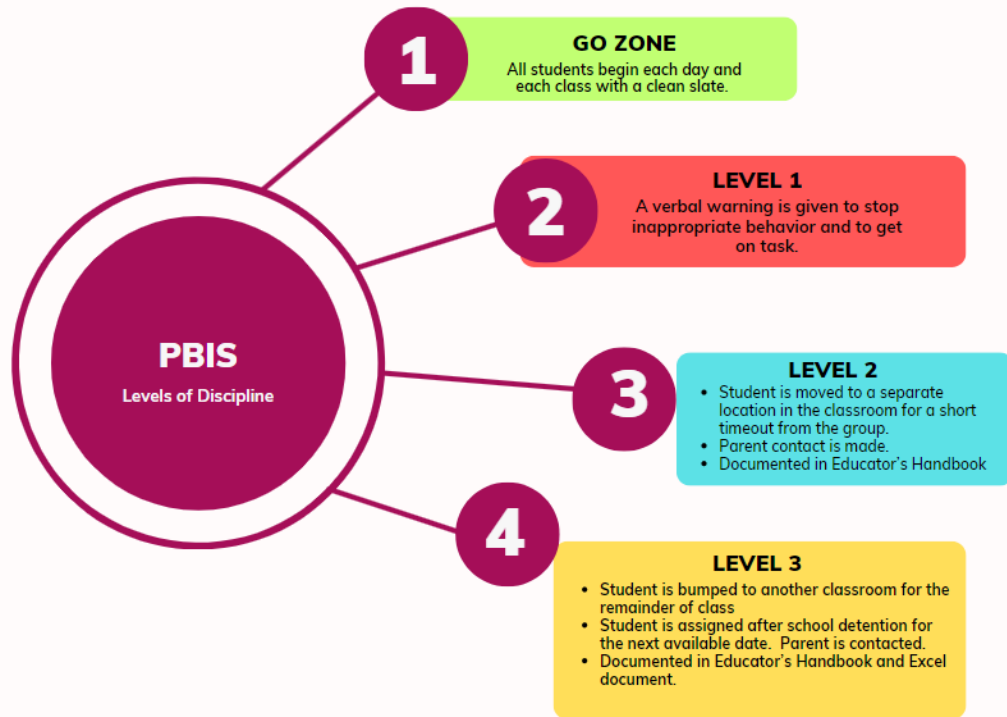 1
GO ZONE
All students begin each day and
each class with a clean slate.
2
LEVEL 1
A verbal warning is given to stop
inappropriate behavior and to get
on task.
PBIS
Levels of Discipline
3
LEVEL 2
• Student is moved to a separate
location in the classroom for a short
timeout from the group.
• Parent contact is made.
• Documented in Educator's Handbook
4
LEVEL 3
• Student is bumped to another classroom for the
remainder of class
• Student is assigned after school detention for
the next available date.  Parent is contacted.
• Documented in Educator's Handbook and Excel
document.